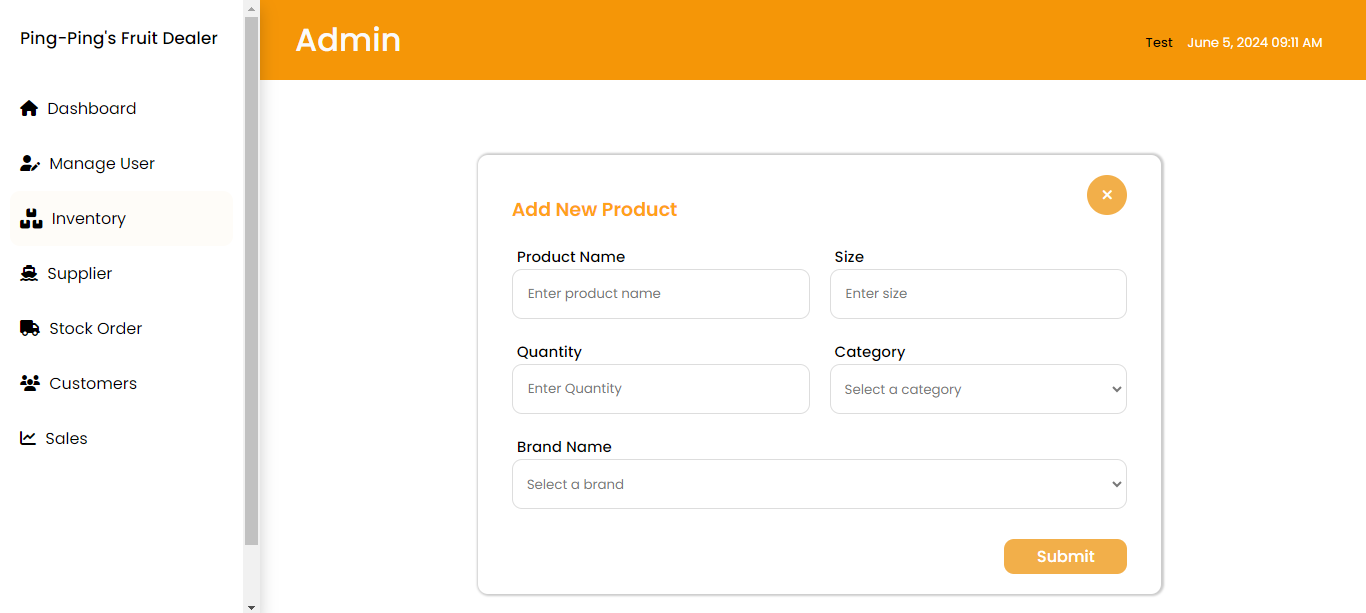 Ping-Ping's Fruit Dealer
Dashboard
Manage User
Inventory
Supplier
Stock Order
Customers
Sales
Admin
Test June 5, 2024 09:11 AM
Add New Product
Product Name Size
Enter product name Enter size
Quantity Category
Enter Quantity Select a category
Brand Name
Select a brand
Submit